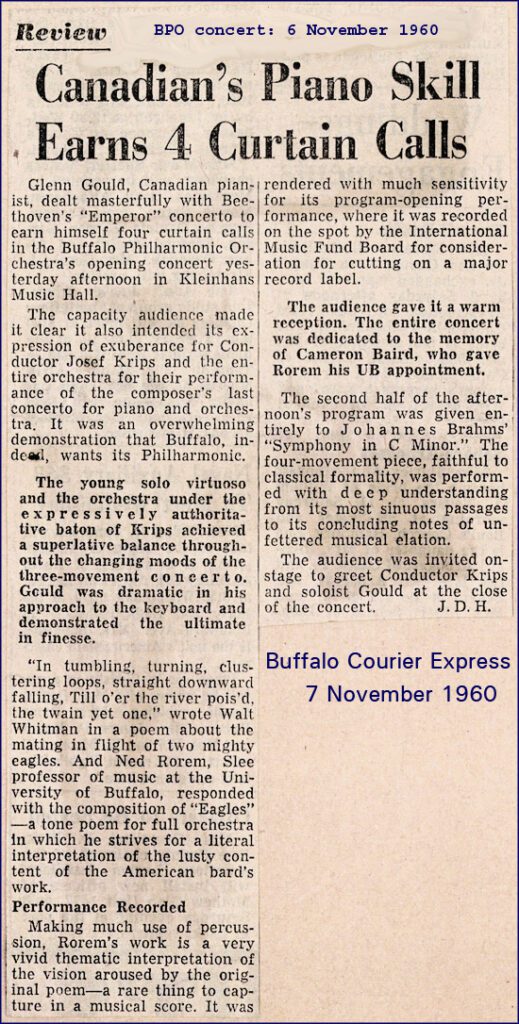 Review
BPO concert: 6 November 1960
Canadian's Piano Skill
Earns 4 Curtain Calls
Glenn Gould, Canadian pian-
ist, dealt masterfully with Bee-
thoven's "Emperor" concerto to
earn himself four curtain calls
in the Buffalo Philharmonic Or-
chestra's opening concert yes-
terday afternoon in Kleinhans
Music Hall.
The capacity audience made
it clear it also intended its ex-
pression of exuberance for Con-
ductor Josef Krips and the en-
tire orchestra for their perform-
ance of the composer's last
concerto for piano and orches-
tra. It was an overwhelming
demonstration that Buffalo, in-
deed, wants its Philharmonic.
The young solo virtuoso
and the orchestra under the
expressively authorita-
tive baton of Krips achieved
a superlative balance through-
out the changing moods of the
three-movement concerto.
Gould was dramatic in his
approach to the keyboard and
demonstrated the ultimate
in finesse.
"In tumbling, turning, clus-
tering loops, straight downward
falling, Till o'er the river pois'd,
the twain yet one," wrote Walt
Whitman in a poem about the
mating in flight of two mighty
eagles. And Ned Rorem, Slee
professor of music at the Uni-
versity of Buffalo, responded
with the composition of "Eagles"
—a tone poem for full orchestra
in which he strives for a literal
interpretation of the lusty con-
tent of the American bard's
work.
Performance Recorded
Making much use of percus-
sion, Rorem's work is a very
vivid thematic interpretation of
the vision aroused by the orig-
inal poem—a rare thing to cap-
ture in a musical score. It was
rendered with much sensitivity
for its program-opening per-
formance, where it was recorded
on the spot by the International
Music Fund Board for consider-
ation for cutting on a major
record label.
The audience gave it a warm
reception. The entire concert
was dedicated to the memory
of Cameron Baird, who gave
Rorem his UB appointment.
The second half of the after-
noon's program was given en-
tirely to Johannes Brahms'
"Symphony in C Minor." The
four-movement piece, faithful to
classical formality, was perform-
ed with deep understanding
from its most sinuous passages
to its concluding notes of un-
fettered musical elation.
The audience was invited on-
stage to greet Conductor Krips
and soloist Gould at the close
of the concert. J. D. H.
Buffalo Courier Express
7 November 1960